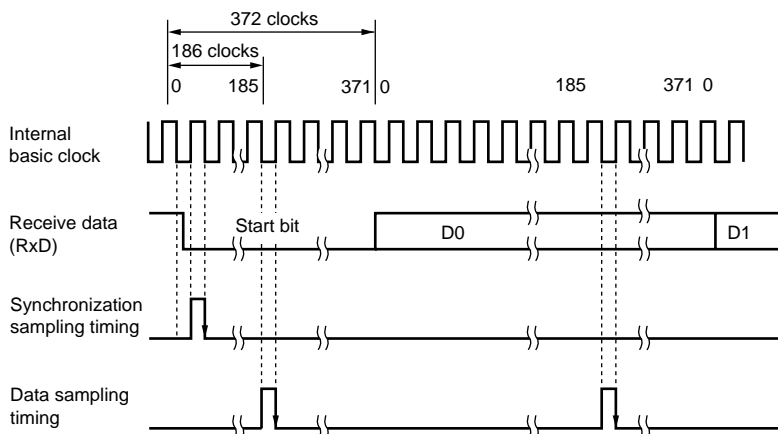 372 clocks
186 clocks
0 185 371 0 185 371 0
Internal
basic clock
Receive data
(RxD)
Start bit D0 D1
Synchronization
sampling timing
Data sampling
timing